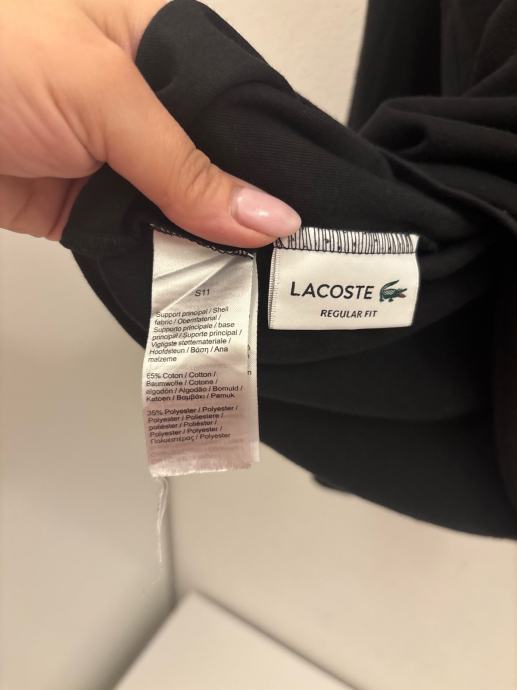 S11
Support principal / Shell
fabric / Obermaterial /
Supporto principale / base
principal / Suporte principal /
Vigtigste støttemateriale /
Hoofdsteun / Βάση / Ana
malzeme
65% Coton / Cotton /
Baumwolle / Cotone /
algodón / Algodão / Bomuld /
Katoen / Βαμβάκι / Pamuk
35% Polyester / Polyester /
Polyester / Poliestere /
poliéster / Poliéster /
Polyester / Polyester /
Πολυεστέρας / Polyester
LACOSTE
REGULAR FIT